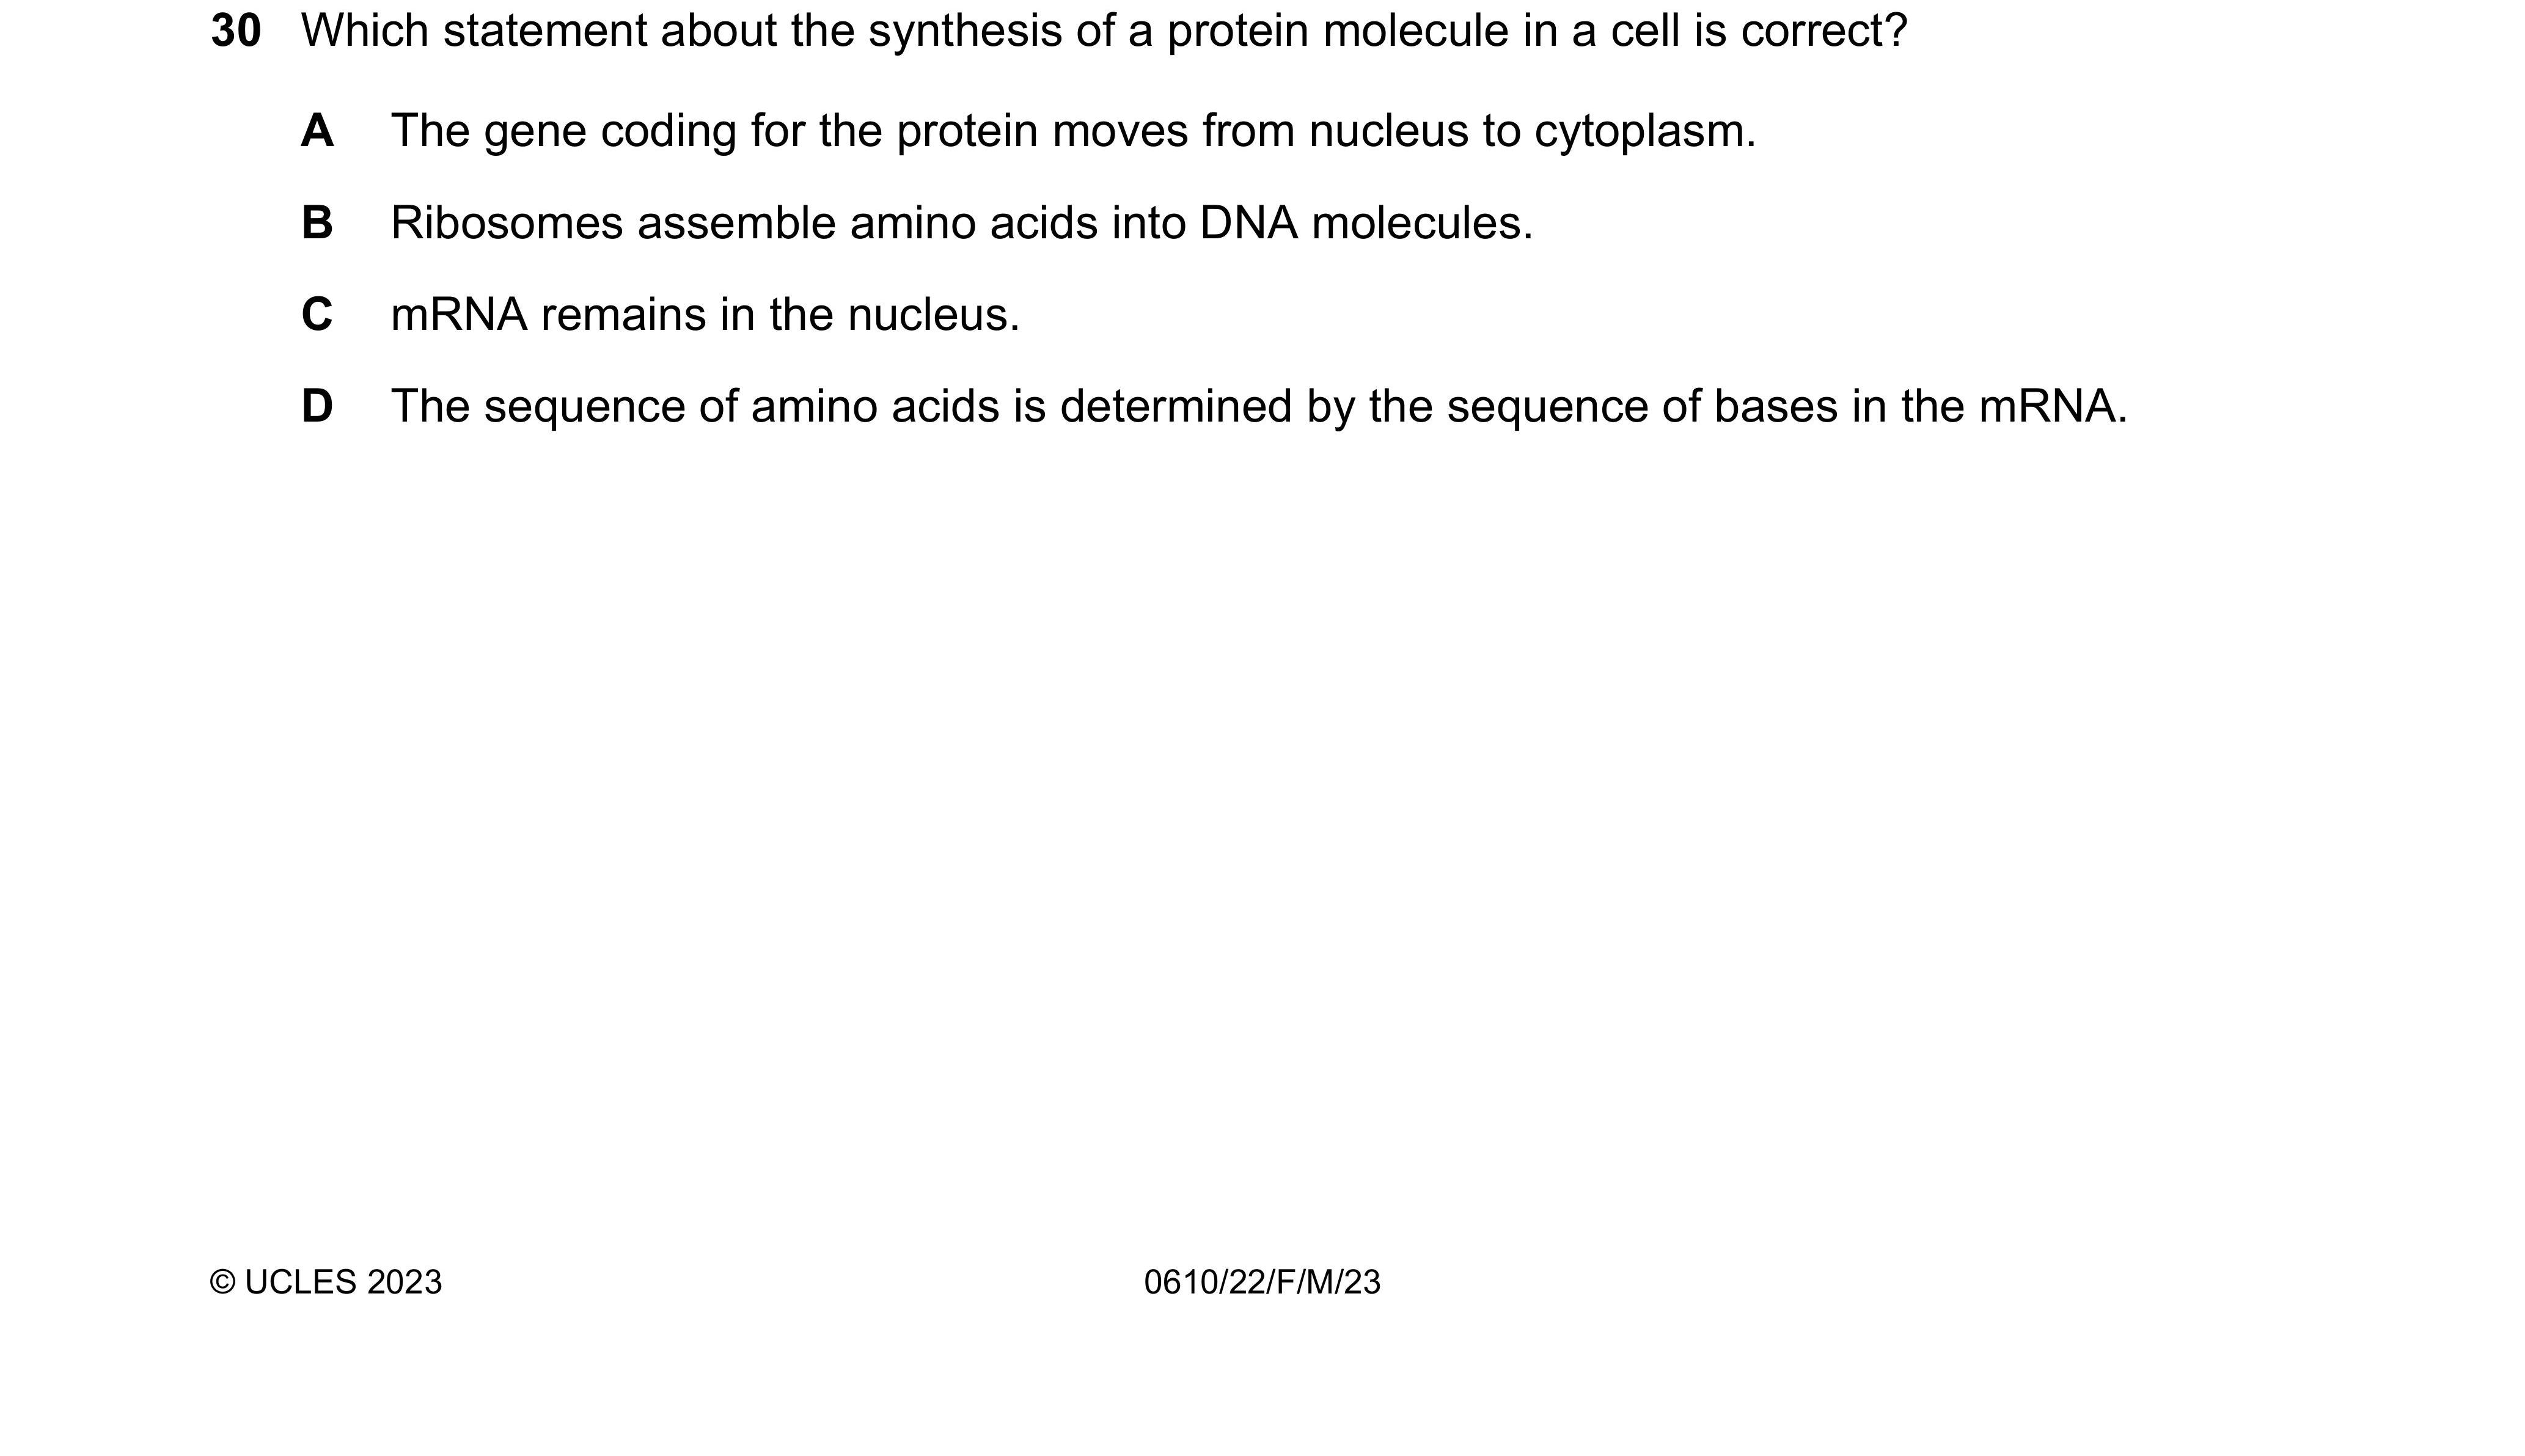 30 Which statement about the synthesis of a protein molecule in a cell is correct?
A The gene coding for the protein moves from nucleus to cytoplasm.
B Ribosomes assemble amino acids into DNA molecules.
C mRNA remains in the nucleus.
D The sequence of amino acids is determined by the sequence of bases in the mRNA.
© UCLES 2023 0610/22/F/M/23